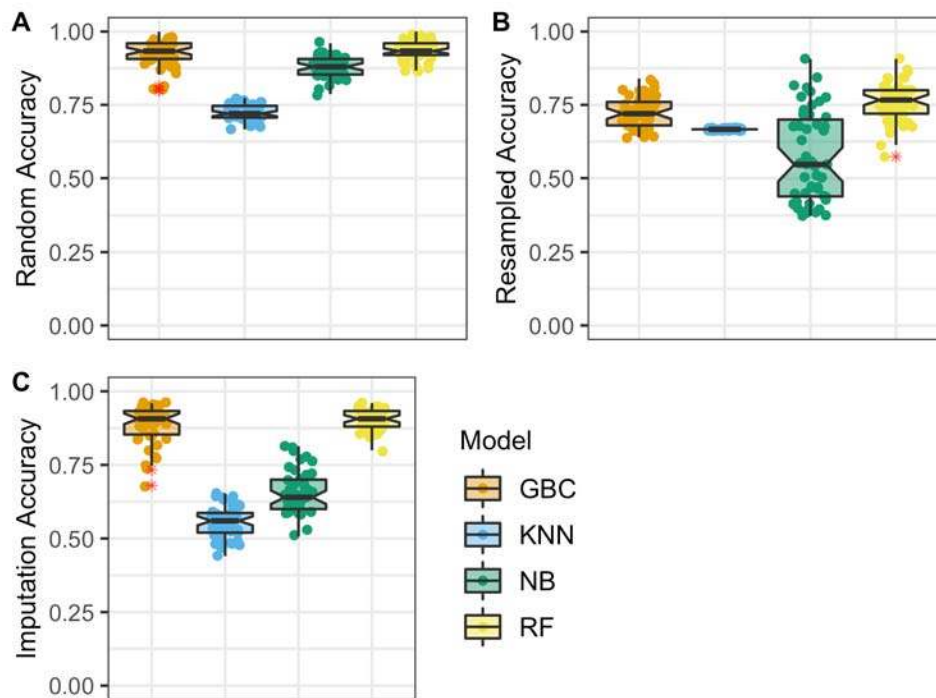 A
Random Accuracy
1.00
0.75
0.50
0.25
0.00
B
Resampled Accuracy
1.00
0.75
0.50
0.25
0.00
C
Imputation Accuracy
1.00
0.75
0.50
0.25
0.00
Model
GBC
KNN
NB
RF